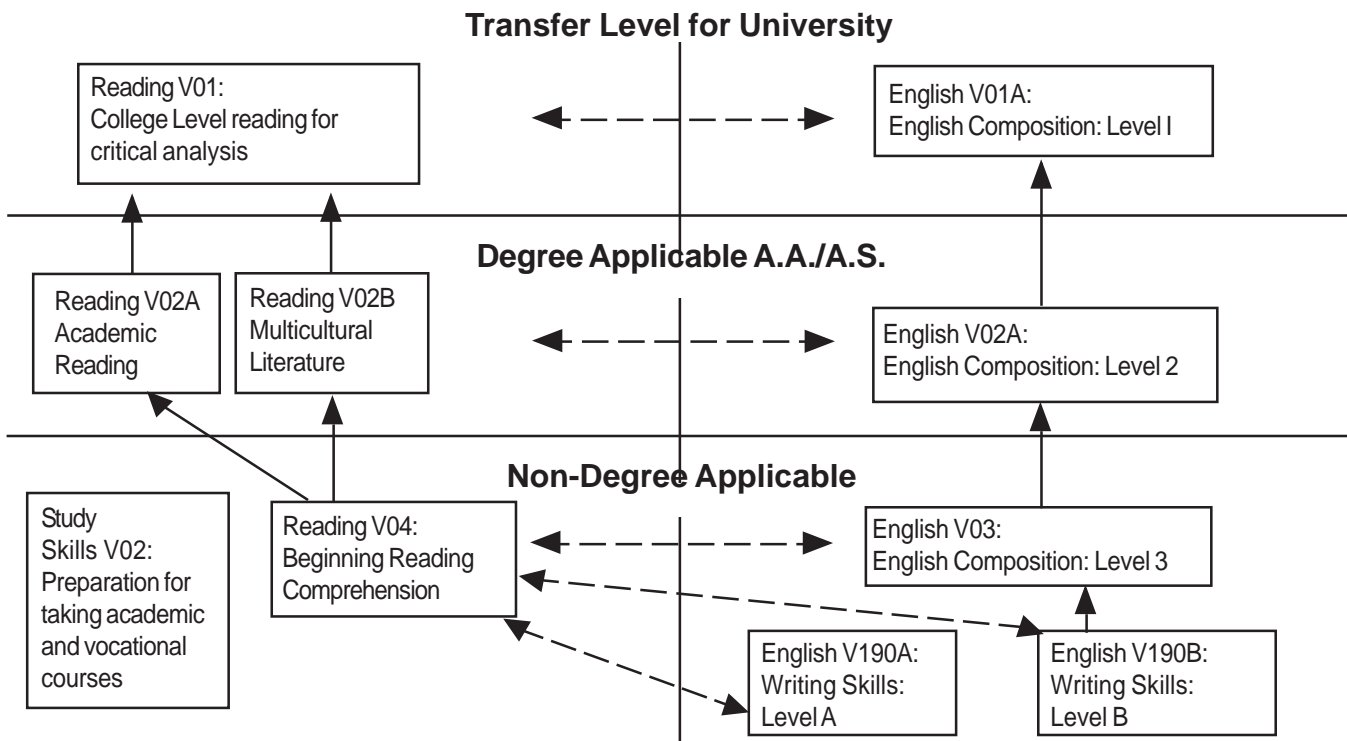 Transfer Level for University
Reading V01:
College Level reading for
critical analysis
English V01A:
English Composition: Level I
Degree Applicable A.A./A.S.
Reading V02A
Academic
Reading
Reading V02B
Multicultural
Literature
English V02A:
English Composition: Level 2
Non-Degree Applicable
Study
Skills V02:
Preparation for
taking academic
and vocational
courses
Reading V04:
Beginning Reading
Comprehension
English V03:
English Composition: Level 3
English V190A:
Writing Skills:
Level A
English V190B:
Writing Skills:
Level B